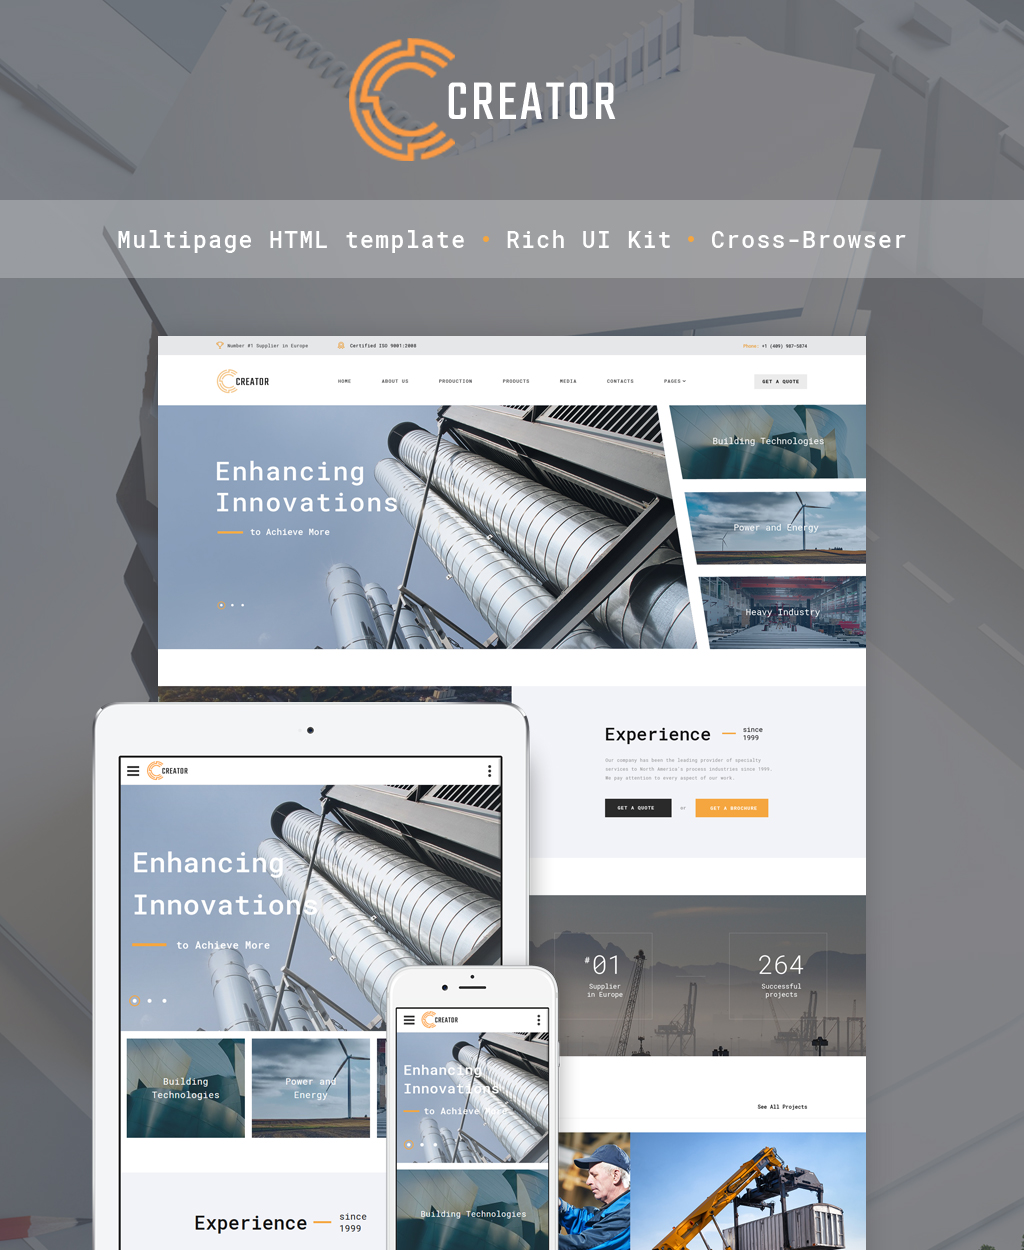 CREATOR
Multipage HTML template • Rich UI Kit • Cross-Browser
Number #1 Supplier in Europe
Certified ISO 9001:2008
Phone: +1 (409) 987–5874
CREATOR
HOME
ABOUT US
PRODUCTION
PRODUCTS
MEDIA
CONTACTS
PAGES
GET A QUOTE
Enhancing
Innovations
to Achieve More
Building Technologies
Power and Energy
Heavy Industry
Experience
since
1999
Our company has been the leading provider of specialty
services to North America's process industries since 1999.
We pay attention to every aspect of our work.
GET A QUOTE
or
GET A BROCHURE
#01
Supplier
in Europe
264
Successful
projects
See All Projects
CREATOR
Enhancing
Innovations
to Achieve More
Building
Technologies
Power and
Energy
Experience
since
1999
CREATOR
Enhancing
Innovations
to Achieve More
Building Technologies